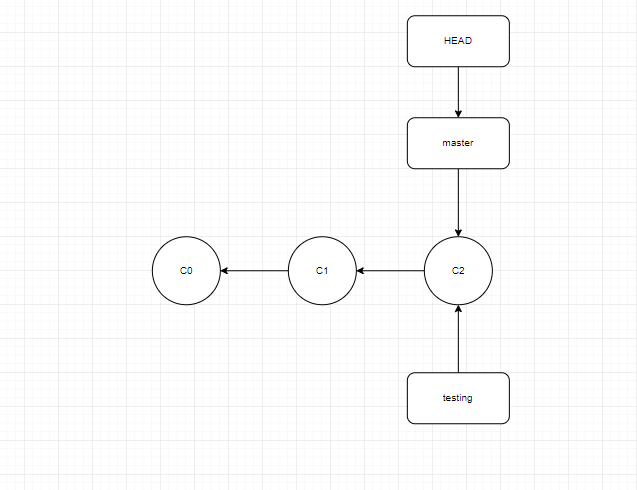 HEAD
master
C0
C1
C2
testing